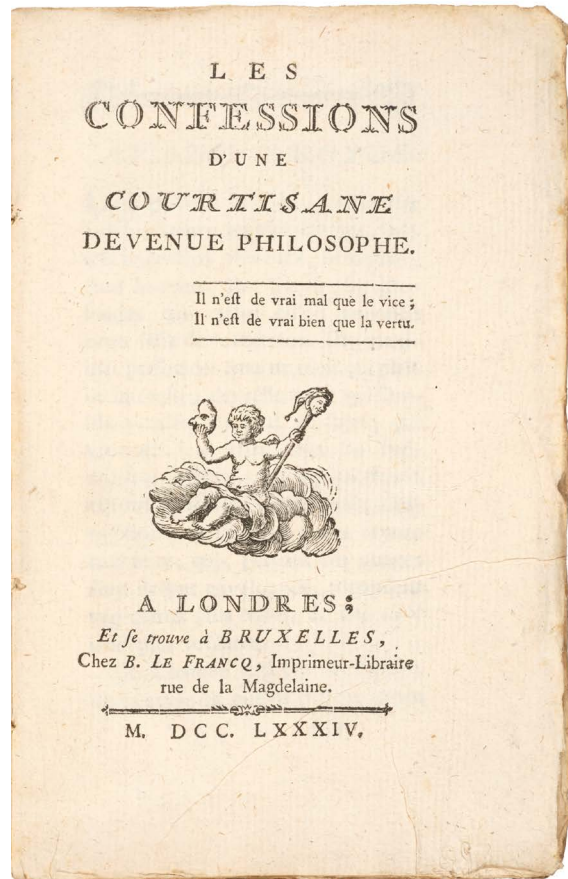 LES
CONFESSIONS
D'UNE
COURTISANE
DEVENUE PHILOSOPHE.
Il n'eſt de vrai mal que le vice ;
Il n'eſt de vrai bien que la vertu.
A LONDRES ;
Et ſe trouve à BRUXELLES,
Chez B. LE FRANCQ, Imprimeur-Libraire
rue de la Magdelaine.
M. DCC. LXXXIV.